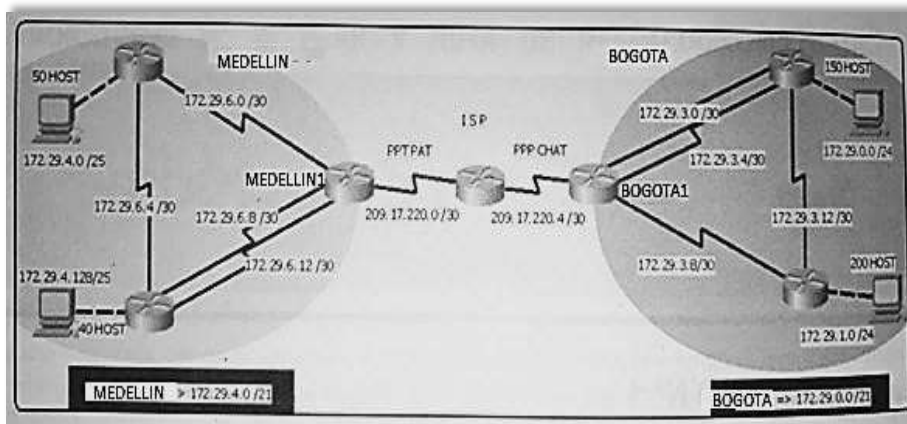 MEDELLIN - -
BOGOTA
50 HOST
150 HOST
172.29.6.0 /30
172.29.3.0 /30
ISP
172.29.4.0 /25
172.29.0.0 /24
PPT PAT
PPP CHAT
172.29.3.4/30
MEDELLIN1
BOGOTA1
172.29.6.4 /30
172.29.6.8 /30
209.17.220.0 /30
209.17.220.4 /30
172.29.3.12/30
172.29.6.12 /30
172.29.3.8/30
172.29.4.128/25
200 HOST
40 HOST
172.29.1.0 /24
MEDELLIN > 172.29.4.0 /21
BOGOTA => 172.29.0.0 /21